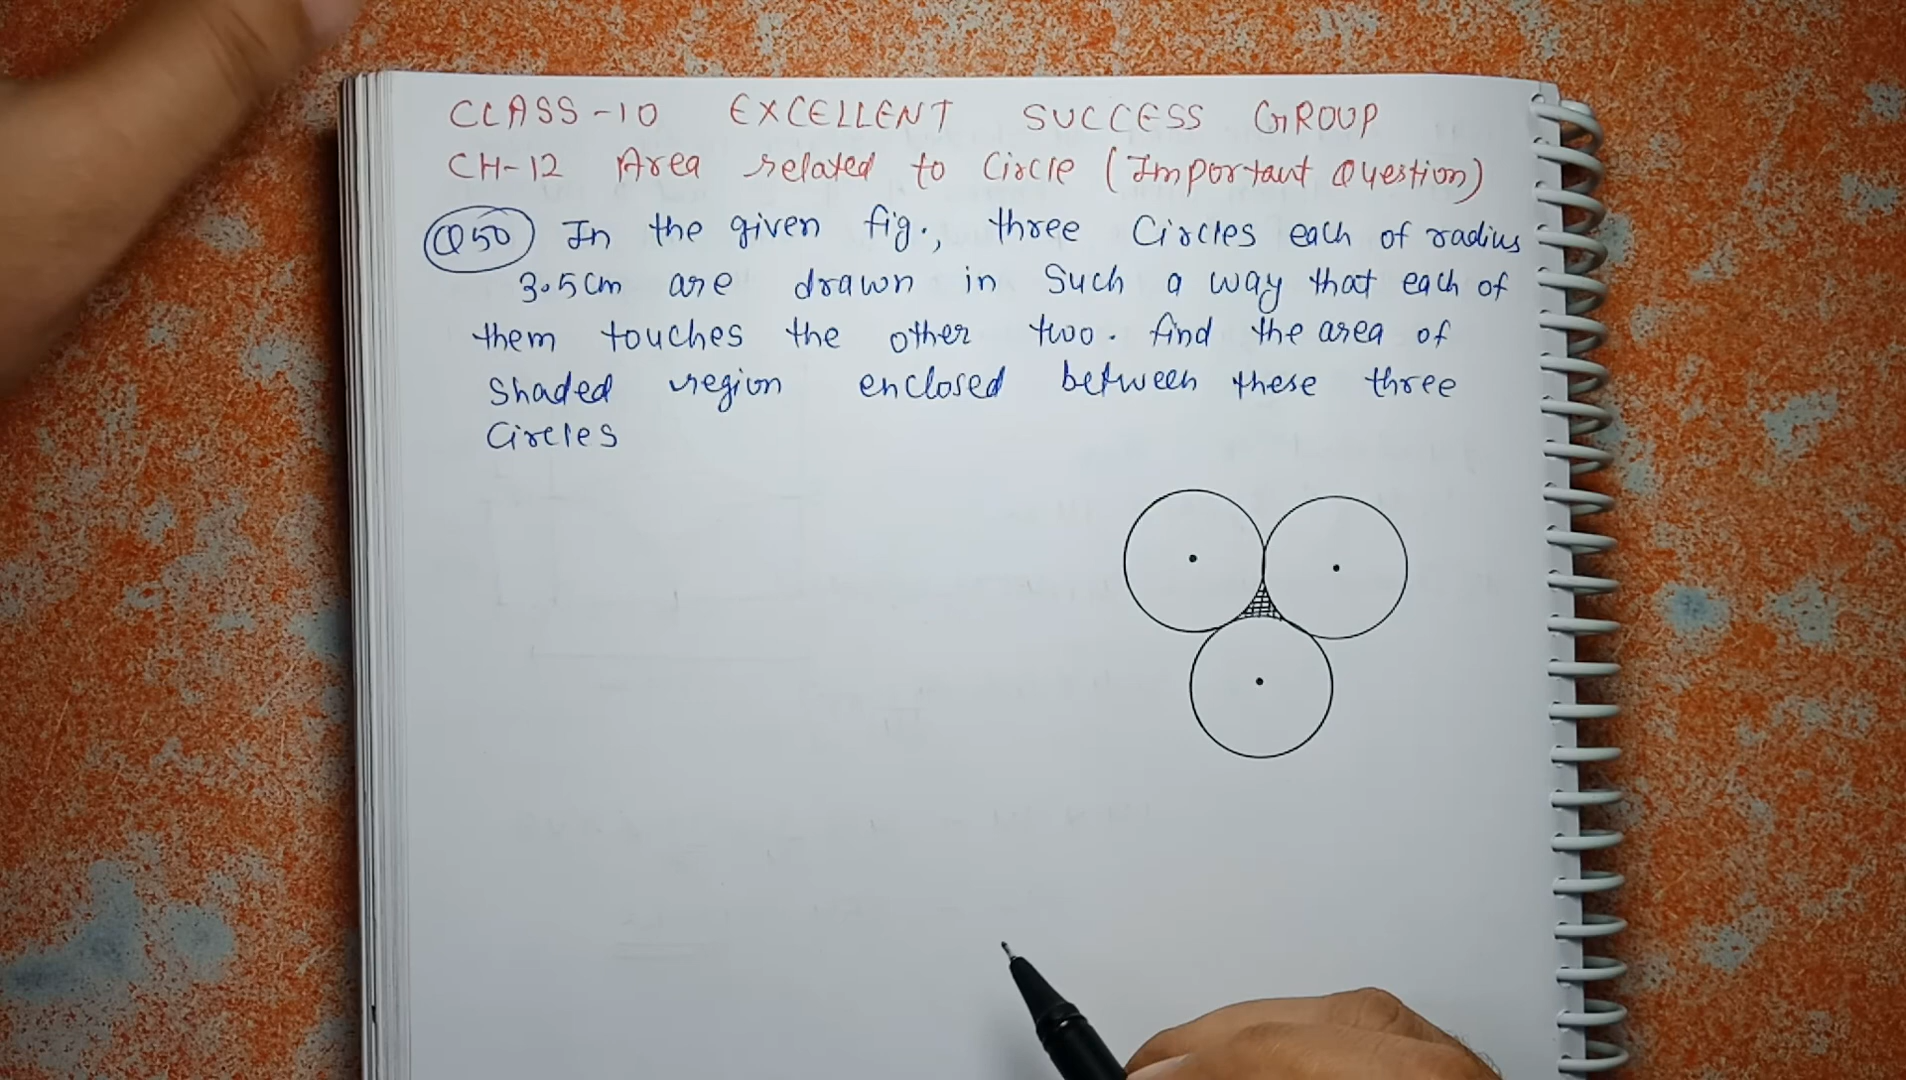 CLASS-10 EXCELLENT SUCCESS GROUP
CH-12 Area related to Circle (Important Question)
Q50 In the given fig., three Circles each of radius
3.5cm are drawn in Such a way that each of
them touches the other two. find the area of
Shaded region enclosed between these three
Circles